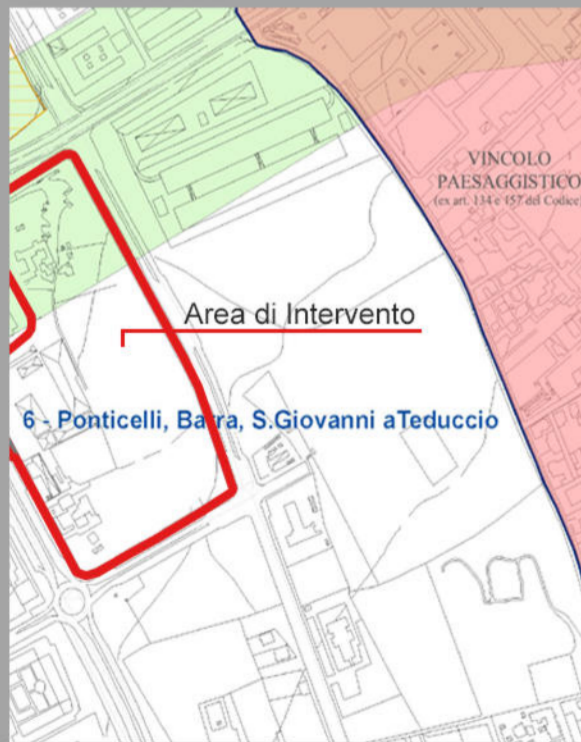 VINCOLO
PAESAGGISTICO
(ex art. 134 e 157 del Codice)
Area di Intervento
6 - Ponticelli, Barra, S.Giovanni aTeduccio